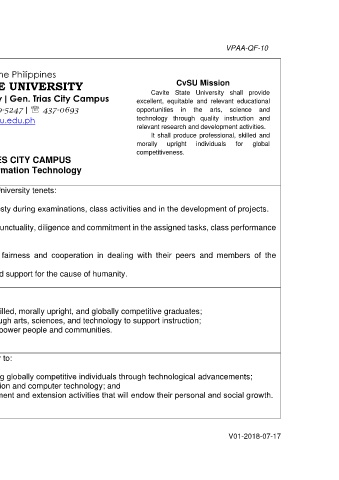 VPAA-QF-10
he Philippines
E UNIVERSITY
y | Gen. Trias City Campus
-5247 | ☏ 437-0693
u.edu.ph
CvSU Mission
Cavite State University shall provide
excellent, equitable and relevant educational
opportunities in the arts, science and
technology through quality instruction and
relevant research and development activities.
It shall produce professional, skilled and
morally upright individuals for global
competitiveness.
ES CITY CAMPUS
rmation Technology
niversity tenets:
sty during examinations, class activities and in the development of projects.
unctuality, diligence and commitment in the assigned tasks, class performance
fairness and cooperation in dealing with their peers and members of the
d support for the cause of humanity.
illed, morally upright, and globally competitive graduates;
ugh arts, sciences, and technology to support instruction;
power people and communities.
r to:
g globally competitive individuals through technological advancements;
ion and computer technology; and
ment and extension activities that will endow their personal and social growth.
V01-2018-07-17